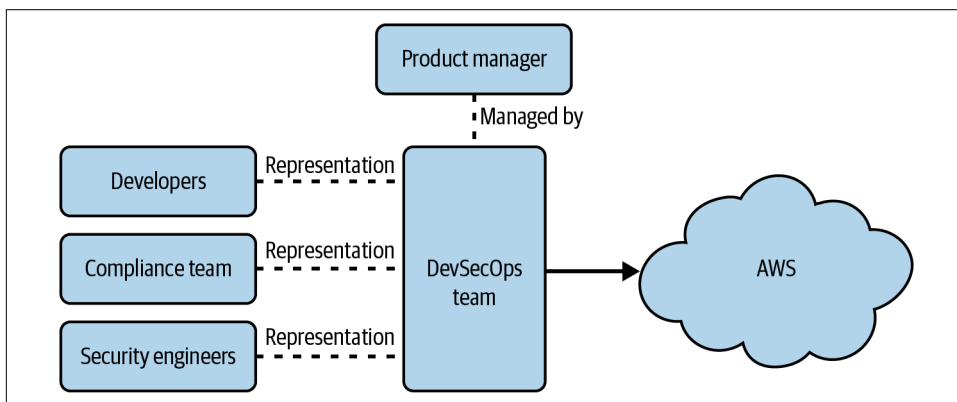 Product manager
Managed by
Developers
Representation
Compliance team
Representation
Security engineers
Representation
DevSecOps
team
AWS